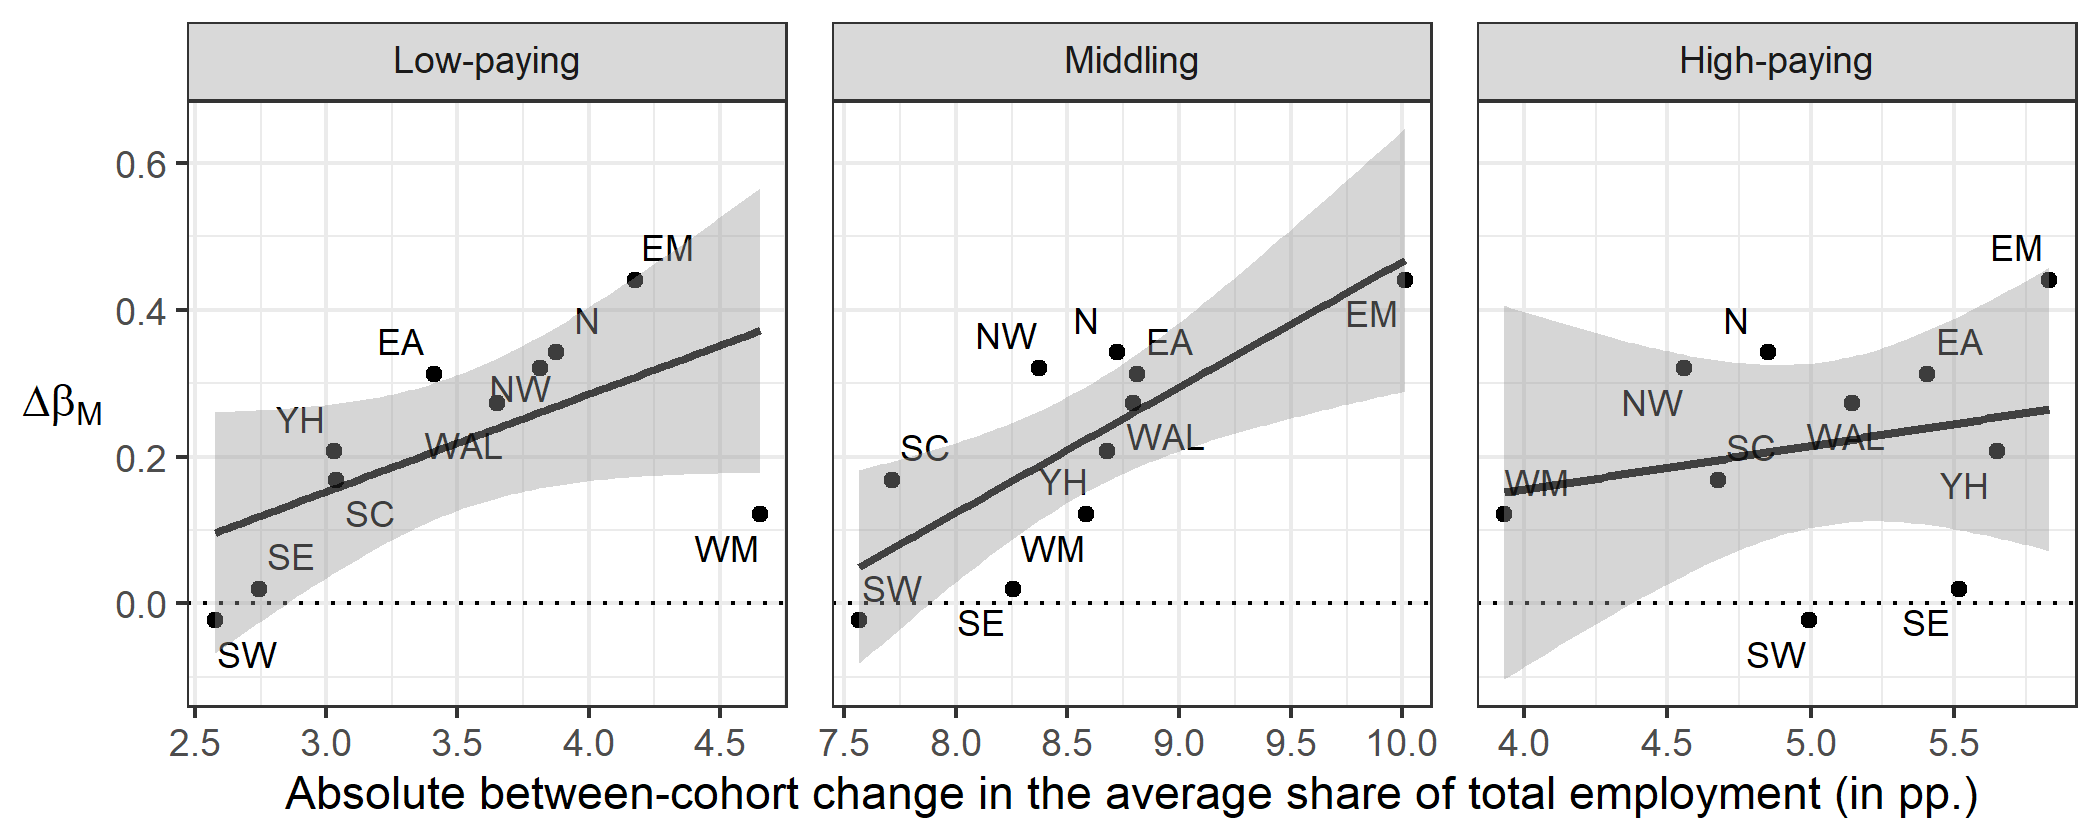 Low-paying
Middling
High-paying
0.6
0.4
0.2
0.0
ΔβM
EM
N
EA
NW
YH
WAL
SC
SE
WM
SW
NW
N
EA
EM
SC
WAL
YH
WM
SW
SE
EM
N
EA
NW
SC
WAL
WM
YH
SE
SW
2.5 3.0 3.5 4.0 4.5
7.5 8.0 8.5 9.0 9.5 10.0
4.0 4.5 5.0 5.5
Absolute between-cohort change in the average share of total employment (in pp.)